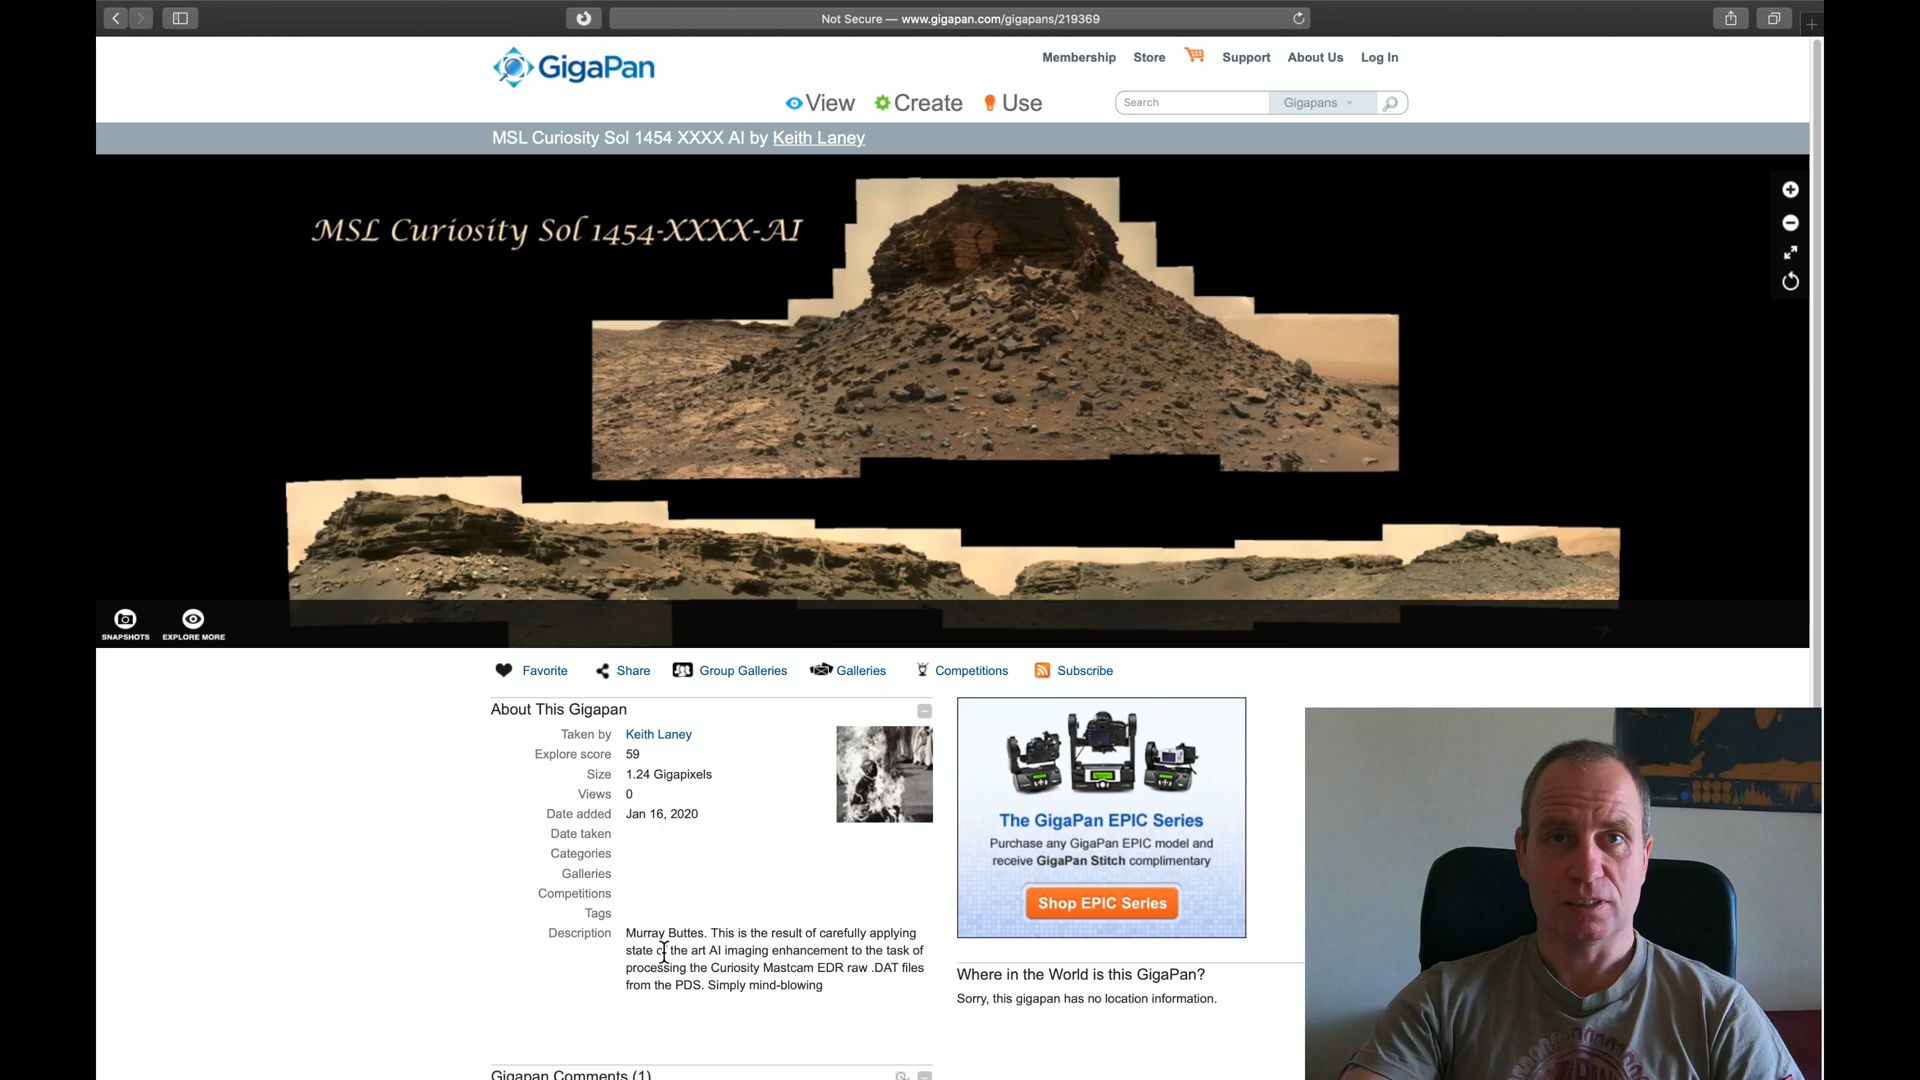 Not Secure — www.gigapan.com/gigapans/219369
GigaPan
Membership Store Support About Us Log In
View Create Use
Search Gigapans
MSL Curiosity Sol 1454 XXXX AI by Keith Laney
MSL Curiosity Sol 1454-XXXX-AI
SNAPSHOTS EXPLORE MORE
Favorite Share Group Galleries Galleries Competitions Subscribe
About This Gigapan
Taken by Keith Laney
Explore score 59
Size 1.24 Gigapixels
Views 0
Date added Jan 16, 2020
Date taken
Categories
Galleries
Competitions
Tags
Description Murray Buttes. This is the result of carefully applying
state of the art AI imaging enhancement to the task of
processing the Curiosity Mastcam EDR raw .DAT files
from the PDS. Simply mind-blowing
Gigapan Comments (1)
The GigaPan EPIC Series
Purchase any GigaPan EPIC model and
receive GigaPan Stitch complimentary
Shop EPIC Series
Where in the World is this GigaPan?
Sorry, this gigapan has no location information.